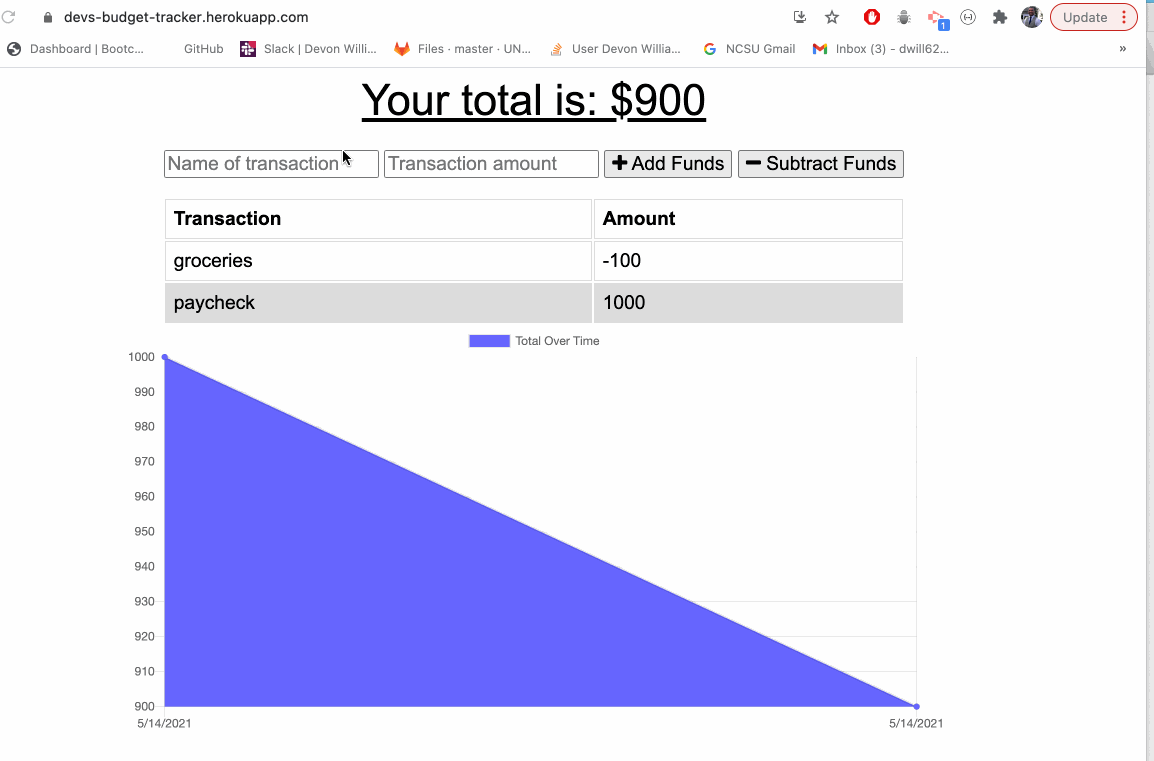 devs-budget-tracker.herokuapp.com
1
Update
Dashboard | Bootc...
GitHub
Slack | Devon Willi...
Files · master · UN...
User Devon Willia...
NCSU Gmail
Inbox (3) - dwill62...
»
Your total is: $900
Name of transaction
Transaction amount
+ Add Funds
− Subtract Funds
Transaction Amount
groceries -100
paycheck 1000
Total Over Time
1000
990
980
970
960
950
940
930
920
910
900
5/14/2021 5/14/2021